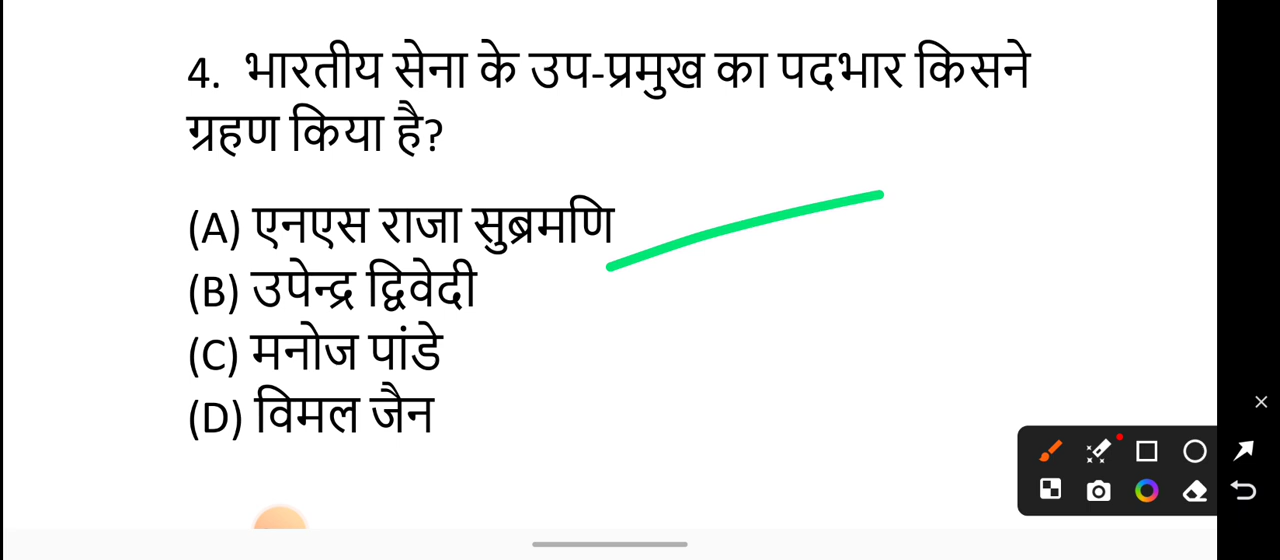 4. भारतीय सेना के उप-प्रमुख का पदभार किसने
ग्रहण किया है?
(A) एनएस राजा सुब्रमणि
(B) उपेन्द्र द्विवेदी
(C) मनोज पांडे
(D) विमल जैन